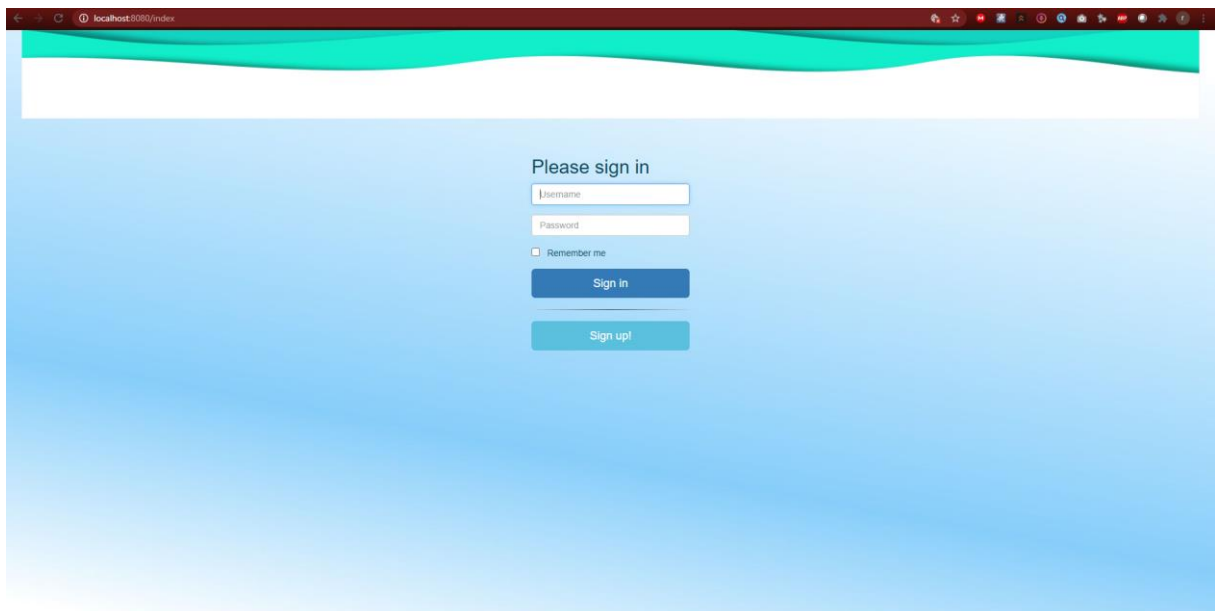 localhost:8080/index
Please sign in
Username
Password
Remember me
Sign in
Sign up!